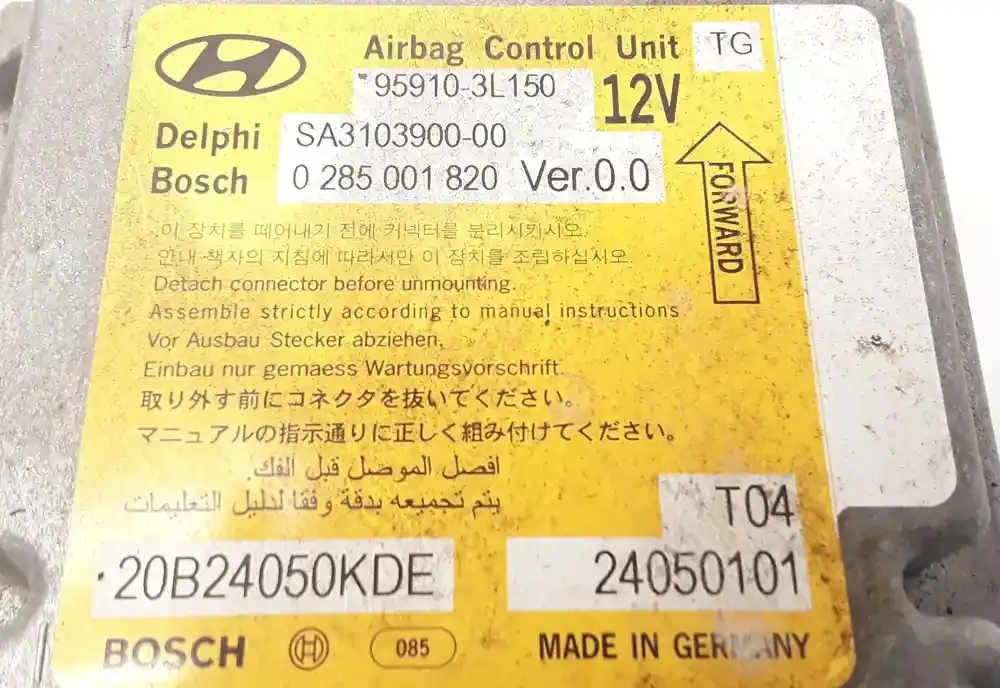 Airbag Control Unit TG
95910-3L150
12V
Delphi SA3103900-00
Bosch 0 285 001 820 Ver.0.0
FORWARD
이 장치를 떼어내기 전에 커넥터를 분리시키시오.
안내 책자의 지침에 따라서만 이 장치를 조립하십시오.
Detach connector before unmounting.
Assemble strictly according to manual instructions.
Vor Ausbau Stecker abziehen,
Einbau nur gemaess Wartungsvorschrift.
取り外す前にコネクタを抜いてください。
マニュアルの指示通りに正しく組み付けてください。
افصل الموصل قبل الفك.
يتم تجميعه بدقة وفقا لدليل التعليمات
T04
20B24050KDE 24050101
BOSCH 085 MADE IN GERMANY